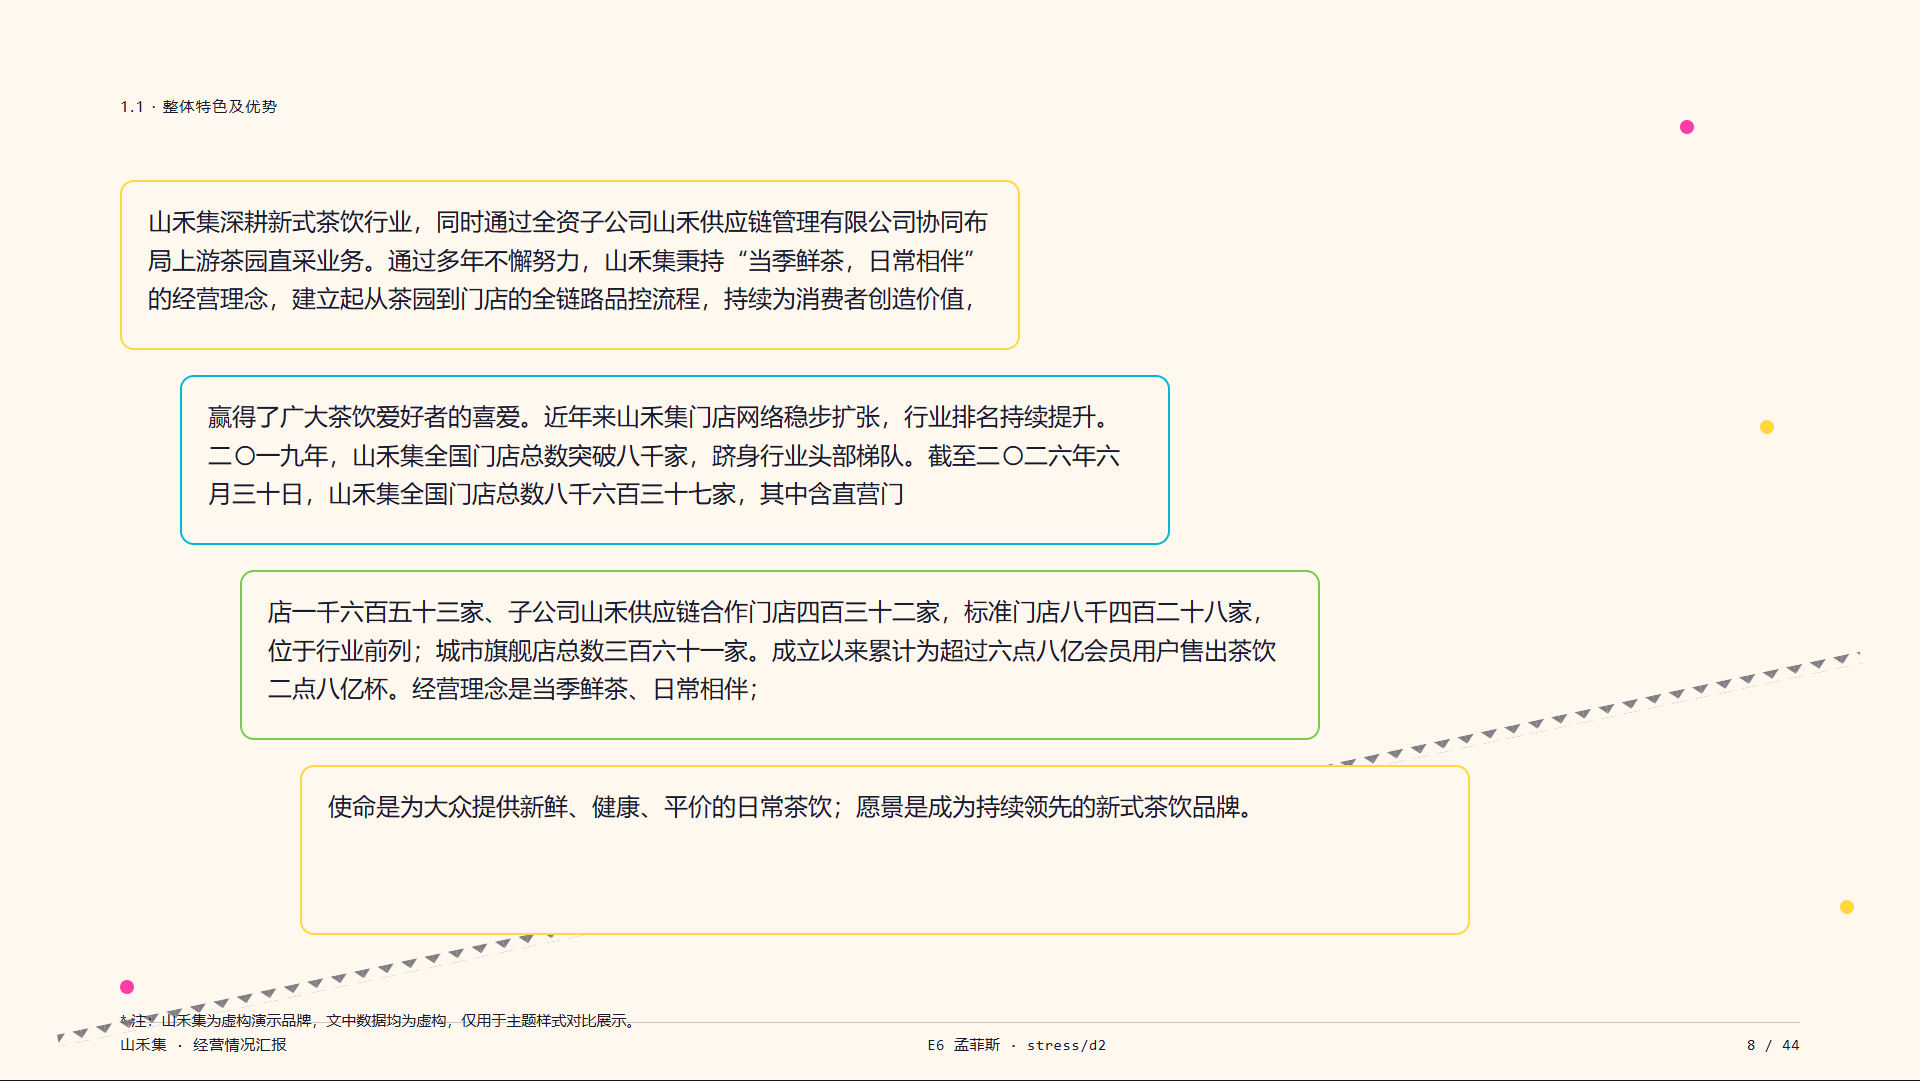 1.1 · 整体特色及优势
山禾集深耕新式茶饮行业，同时通过全资子公司山禾供应链管理有限公司协同布
局上游茶园直采业务。通过多年不懈努力，山禾集秉持“当季鲜茶，日常相伴”
的经营理念，建立起从茶园到门店的全链路品控流程，持续为消费者创造价值，
赢得了广大茶饮爱好者的喜爱。近年来山禾集门店网络稳步扩张，行业排名持续提升。
二〇一九年，山禾集全国门店总数突破八千家，跻身行业头部梯队。截至二〇二六年六
月三十日，山禾集全国门店总数八千六百三十七家，其中含直营门
店一千六百五十三家、子公司山禾供应链合作门店四百三十二家，标准门店八千四百二十八家，
位于行业前列；城市旗舰店总数三百六十一家。成立以来累计为超过六点八亿会员用户售出茶饮
二点八亿杯。经营理念是当季鲜茶、日常相伴；
使命是为大众提供新鲜、健康、平价的日常茶饮；愿景是成为持续领先的新式茶饮品牌。
*注：山禾集为虚构演示品牌，文中数据均为虚构，仅用于主题样式对比展示。
山禾集 · 经营情况汇报
E6 孟菲斯 · stress/d2
8 / 44